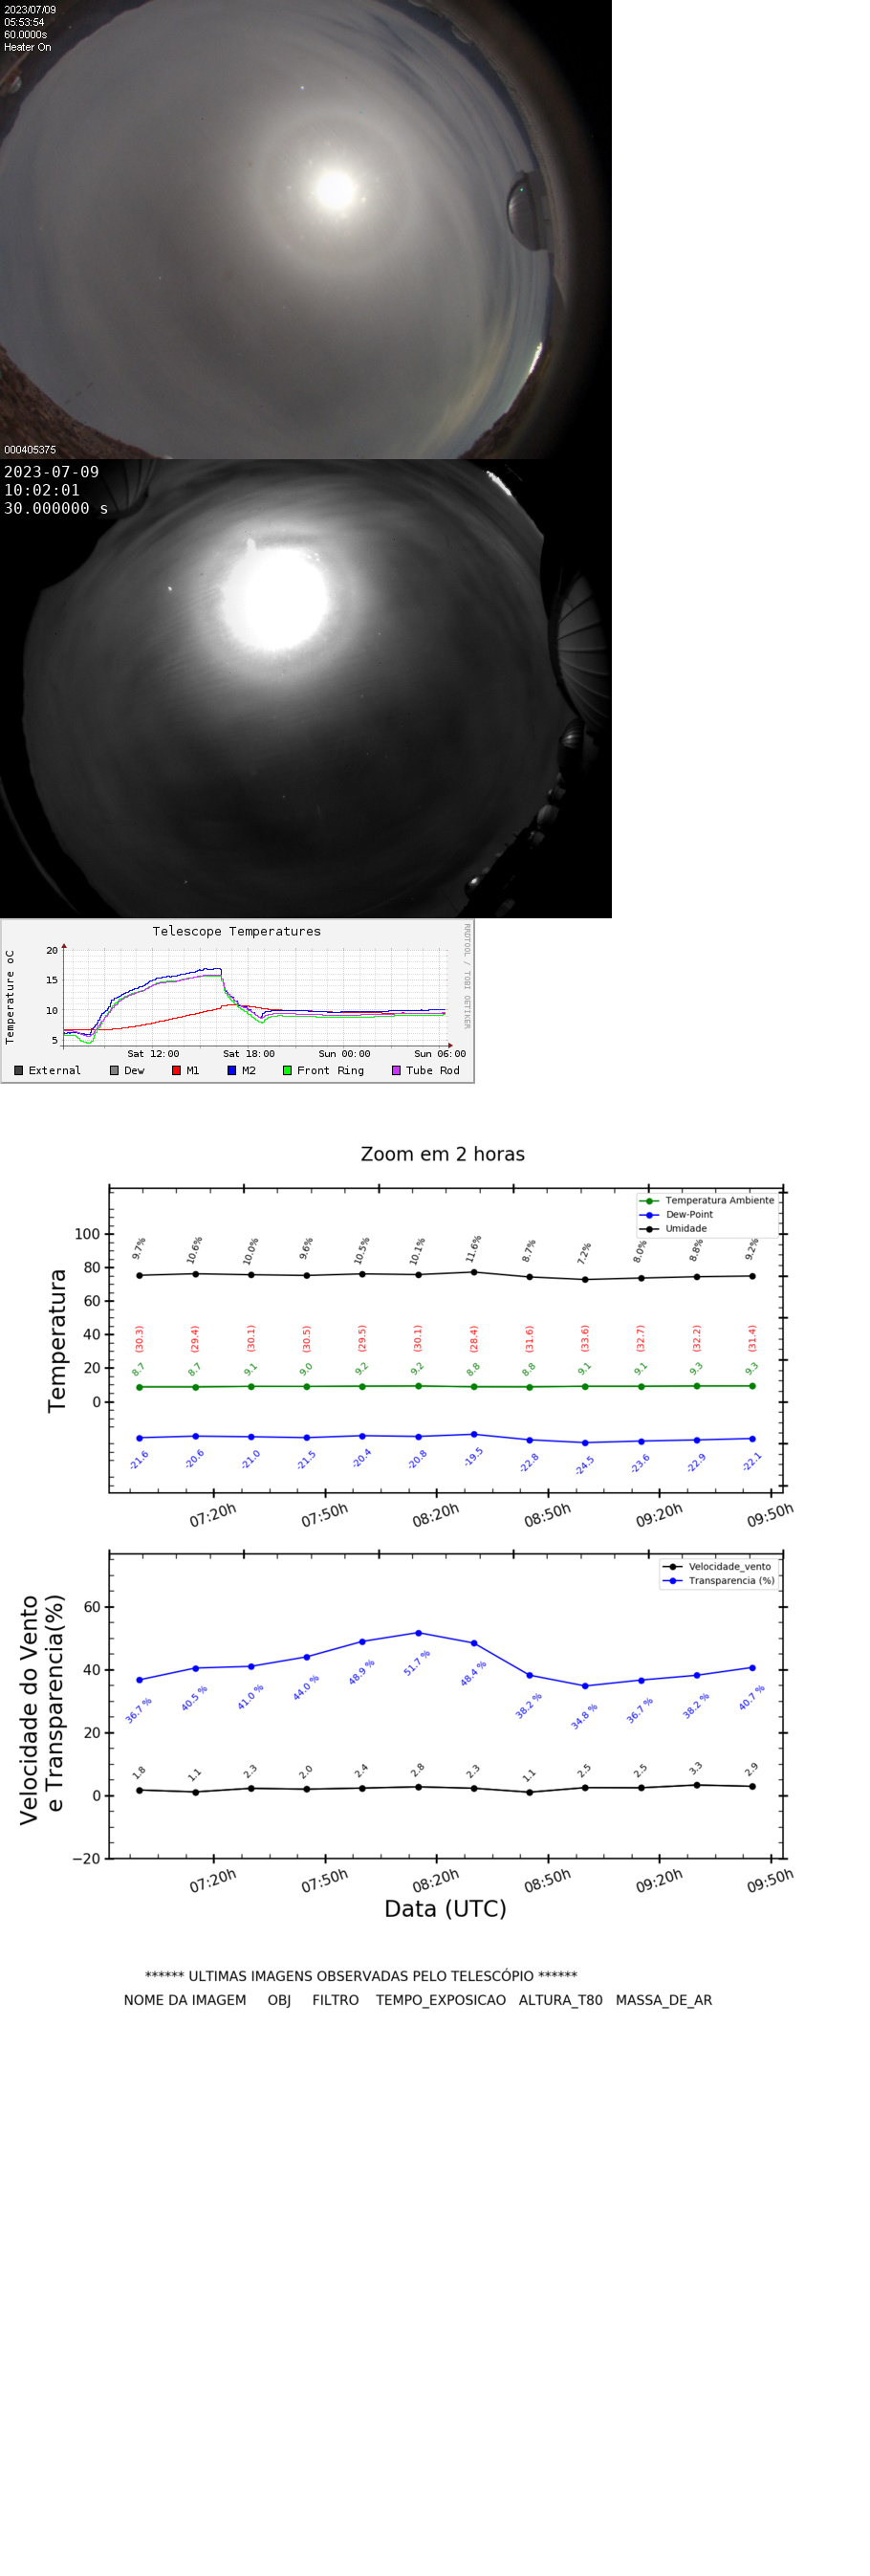 2023/07/09
05:53:54
60.0000s
Heater On
000405375
2023-07-09
10:02:01
30.000000 s
Telescope Temperatures
RRDTOOL / TOBI OETIKER
Temperature oC
20
15
10
5
Sat 12:00 Sat 18:00 Sun 00:00 Sun 06:00
External Dew M1 M2 Front Ring Tube Rod
Zoom em 2 horas
Temperatura Ambiente
Dew-Point
Umidade
Temperatura
100
80
60
40
20
0
9.7% 10.6% 10.0% 9.6% 10.5% 10.1% 11.6% 8.7% 7.2% 8.0% 8.8% 9.2%
(30.3) (29.4) (30.1) (30.5) (29.5) (30.1) (28.4) (31.6) (33.6) (32.7) (32.2) (31.4)
8.7 8.7 9.1 9.0 9.2 9.2 8.8 8.8 9.1 9.1 9.3 9.3
-21.6 -20.6 -21.0 -21.5 -20.4 -20.8 -19.5 -22.8 -24.5 -23.6 -22.9 -22.1
07:20h 07:50h 08:20h 08:50h 09:20h 09:50h
Velocidade_vento
Transparencia (%)
Velocidade do Vento
e Transparencia(%)
60
40
20
0
−20
36.7 % 40.5 % 41.0 % 44.0 % 48.9 % 51.7 % 48.4 % 38.2 % 34.8 % 36.7 % 38.2 % 40.7 %
1.8 1.1 2.3 2.0 2.4 2.8 2.3 1.1 2.5 2.5 3.3 2.9
07:20h 07:50h 08:20h 08:50h 09:20h 09:50h
Data (UTC)
****** ULTIMAS IMAGENS OBSERVADAS PELO TELESCÓPIO ******
NOME DA IMAGEM OBJ FILTRO TEMPO_EXPOSICAO ALTURA_T80 MASSA_DE_AR